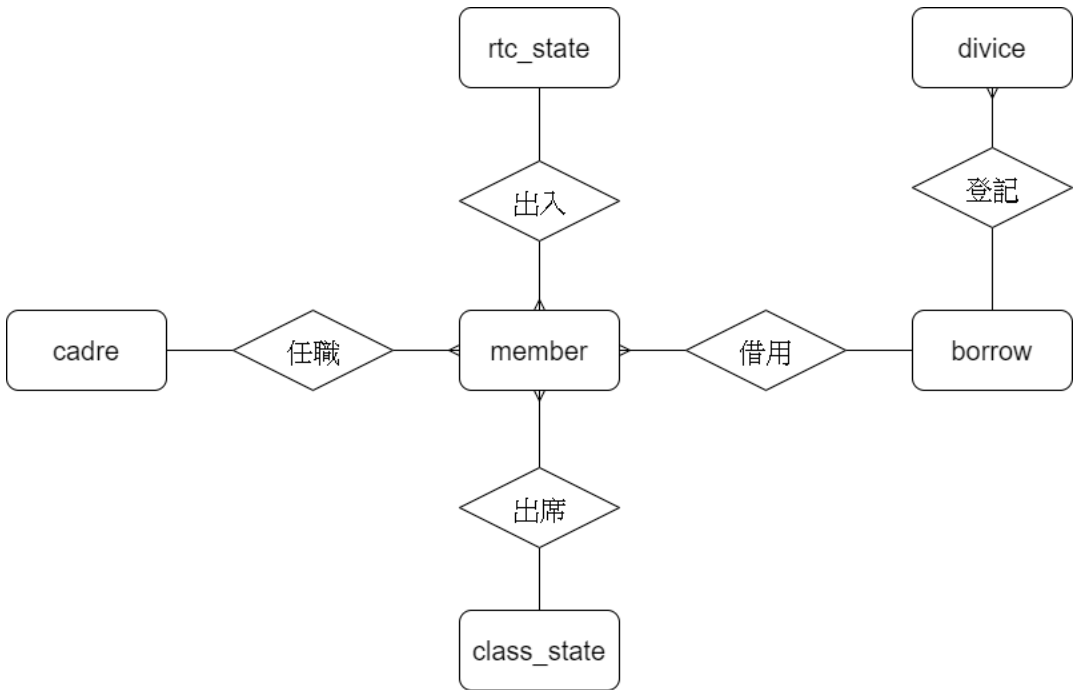 rtc_state
divice
出入
登記
cadre
任職
member
借用
borrow
出席
class_state